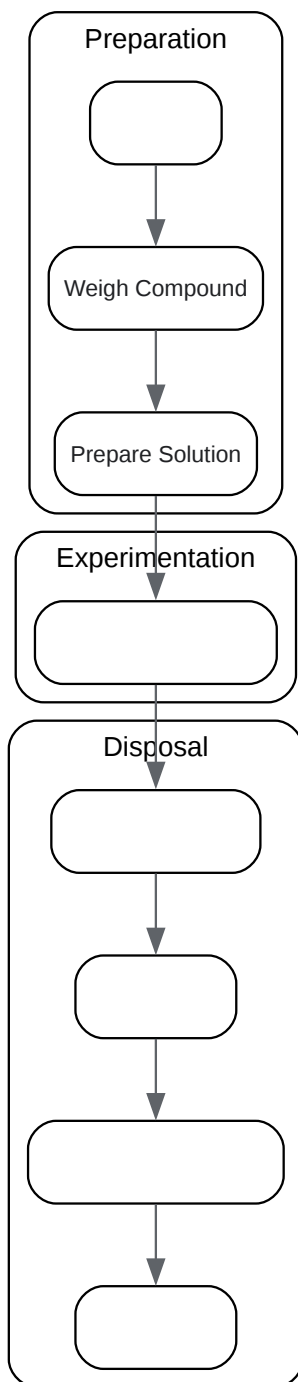 Preparation
Weigh Compound
Prepare Solution
Experimentation
Disposal